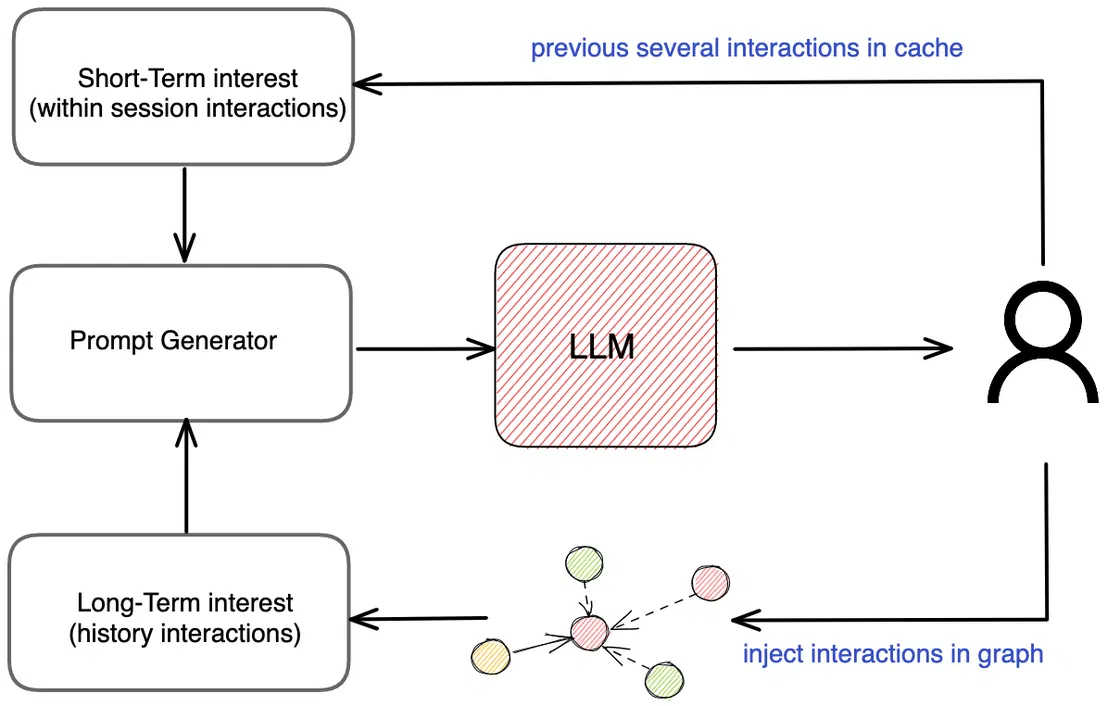 previous several interactions in cache
Short-Term interest
(within session interactions)
Prompt Generator
LLM
Long-Term interest
(history interactions)
inject interactions in graph